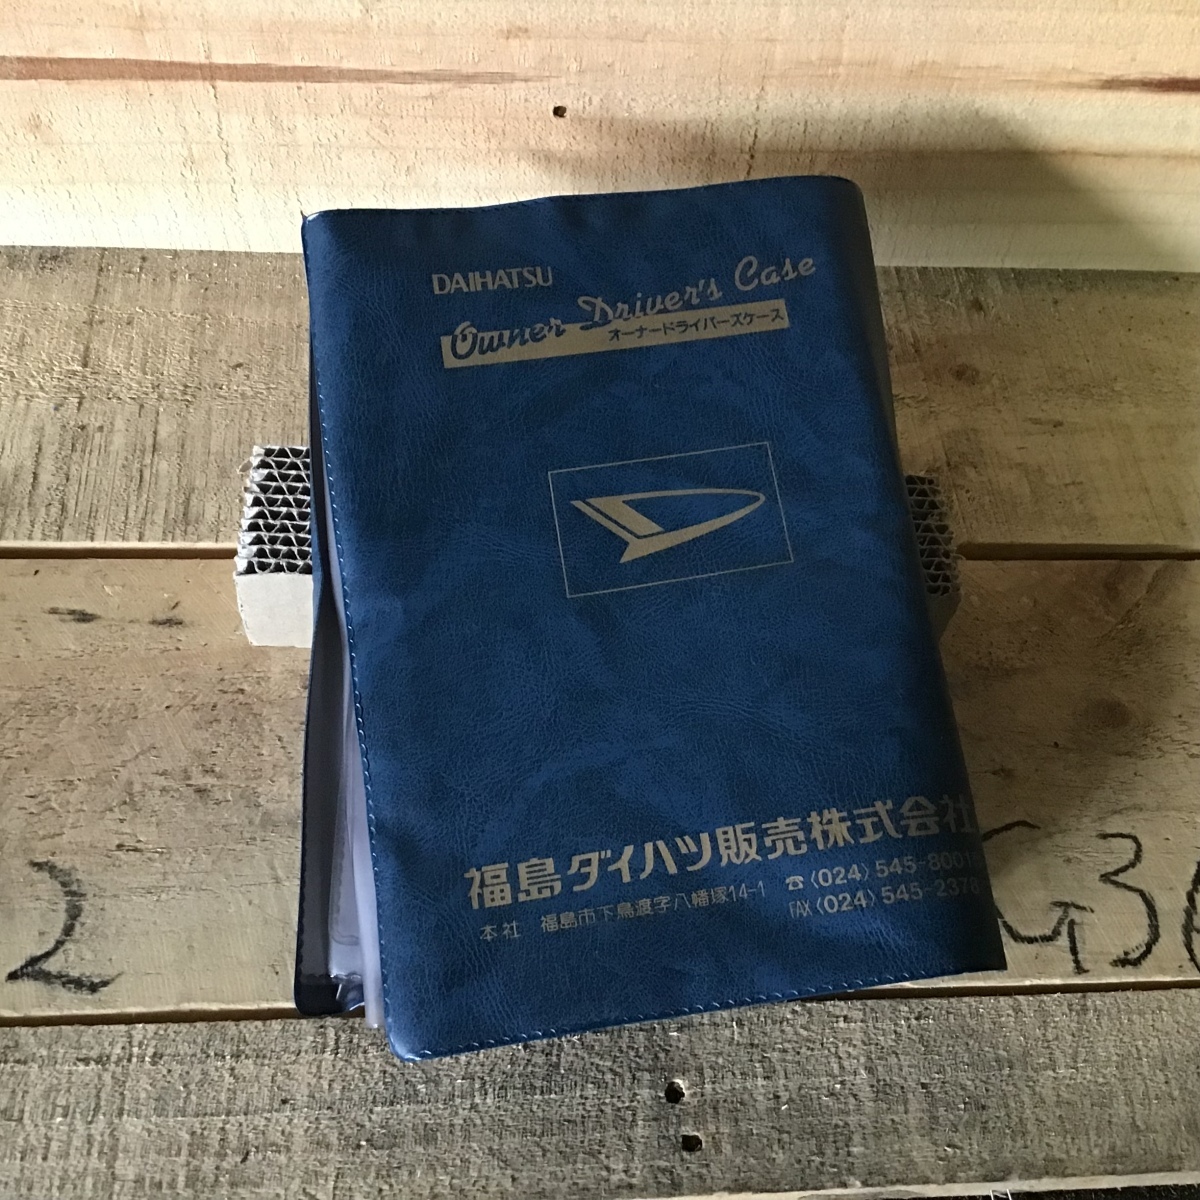 DAIHATSU
Owner Driver's Case
オーナードライバーズケース
福島ダイハツ販売株式会社
本社 福島市下鳥渡字八幡塚14-1 ☎(024)545-8001
FAX(024)545-2378
2